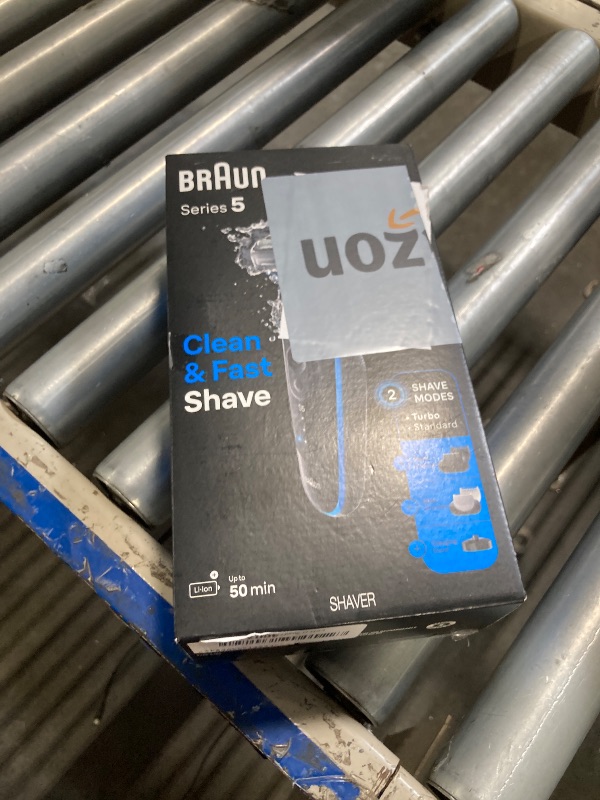 BRAUN
Series 5
uoz
Clean
& Fast
Shave
2 SHAVE
MODES
Turbo
Standard
Li-Ion
Up to
50 min
SHAVER